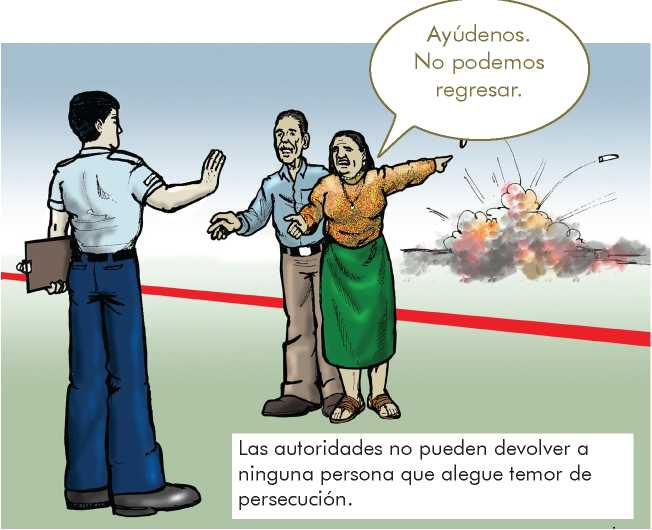 Ayúdenos.
No podemos
regresar.
Las autoridades no pueden devolver a
ninguna persona que alegue temor de
persecución.